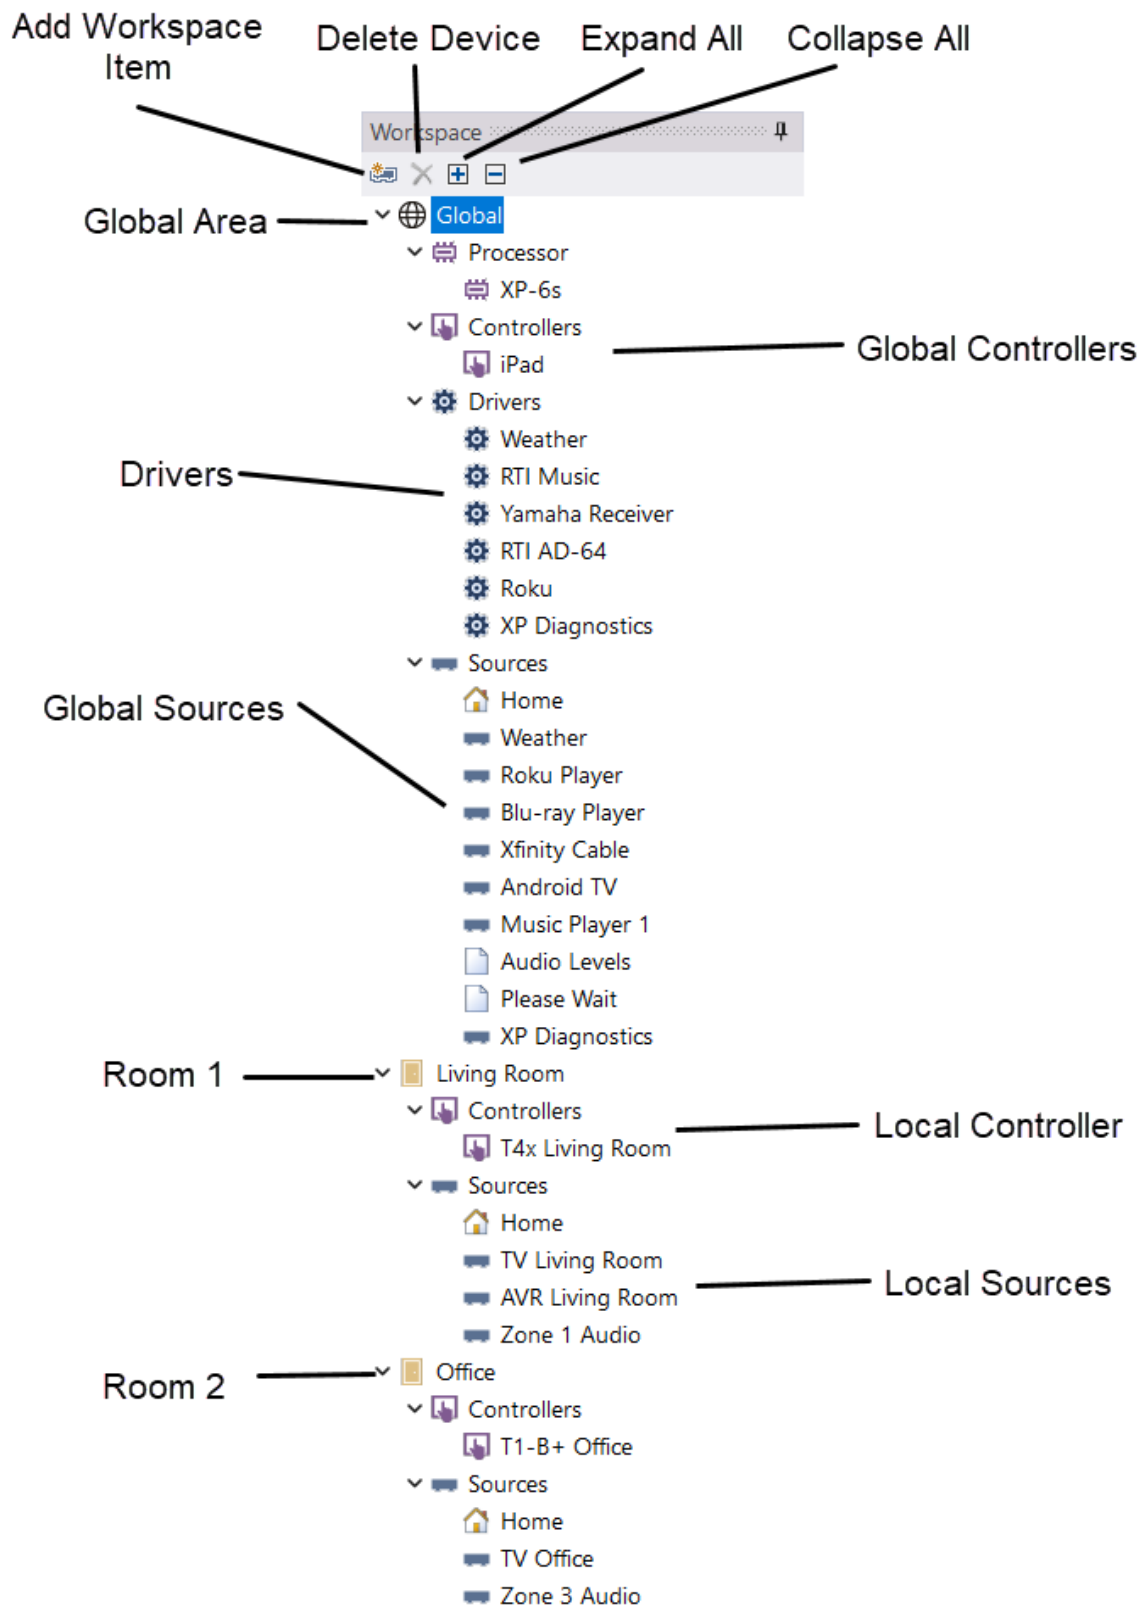 Add Workspace
Item
Delete Device
Expand All
Collapse All
Workspace
Global Area
Global
Processor
XP-6s
Controllers
Global Controllers
iPad
Drivers
Weather
Drivers
RTI Music
Yamaha Receiver
RTI AD-64
Roku
XP Diagnostics
Sources
Home
Global Sources
Weather
Roku Player
Blu-ray Player
Xfinity Cable
Android TV
Music Player 1
Audio Levels
Please Wait
XP Diagnostics
Room 1
Living Room
Controllers
Local Controller
T4x Living Room
Sources
Home
TV Living Room
Local Sources
AVR Living Room
Zone 1 Audio
Room 2
Office
Controllers
T1-B+ Office
Sources
Home
TV Office
Zone 3 Audio